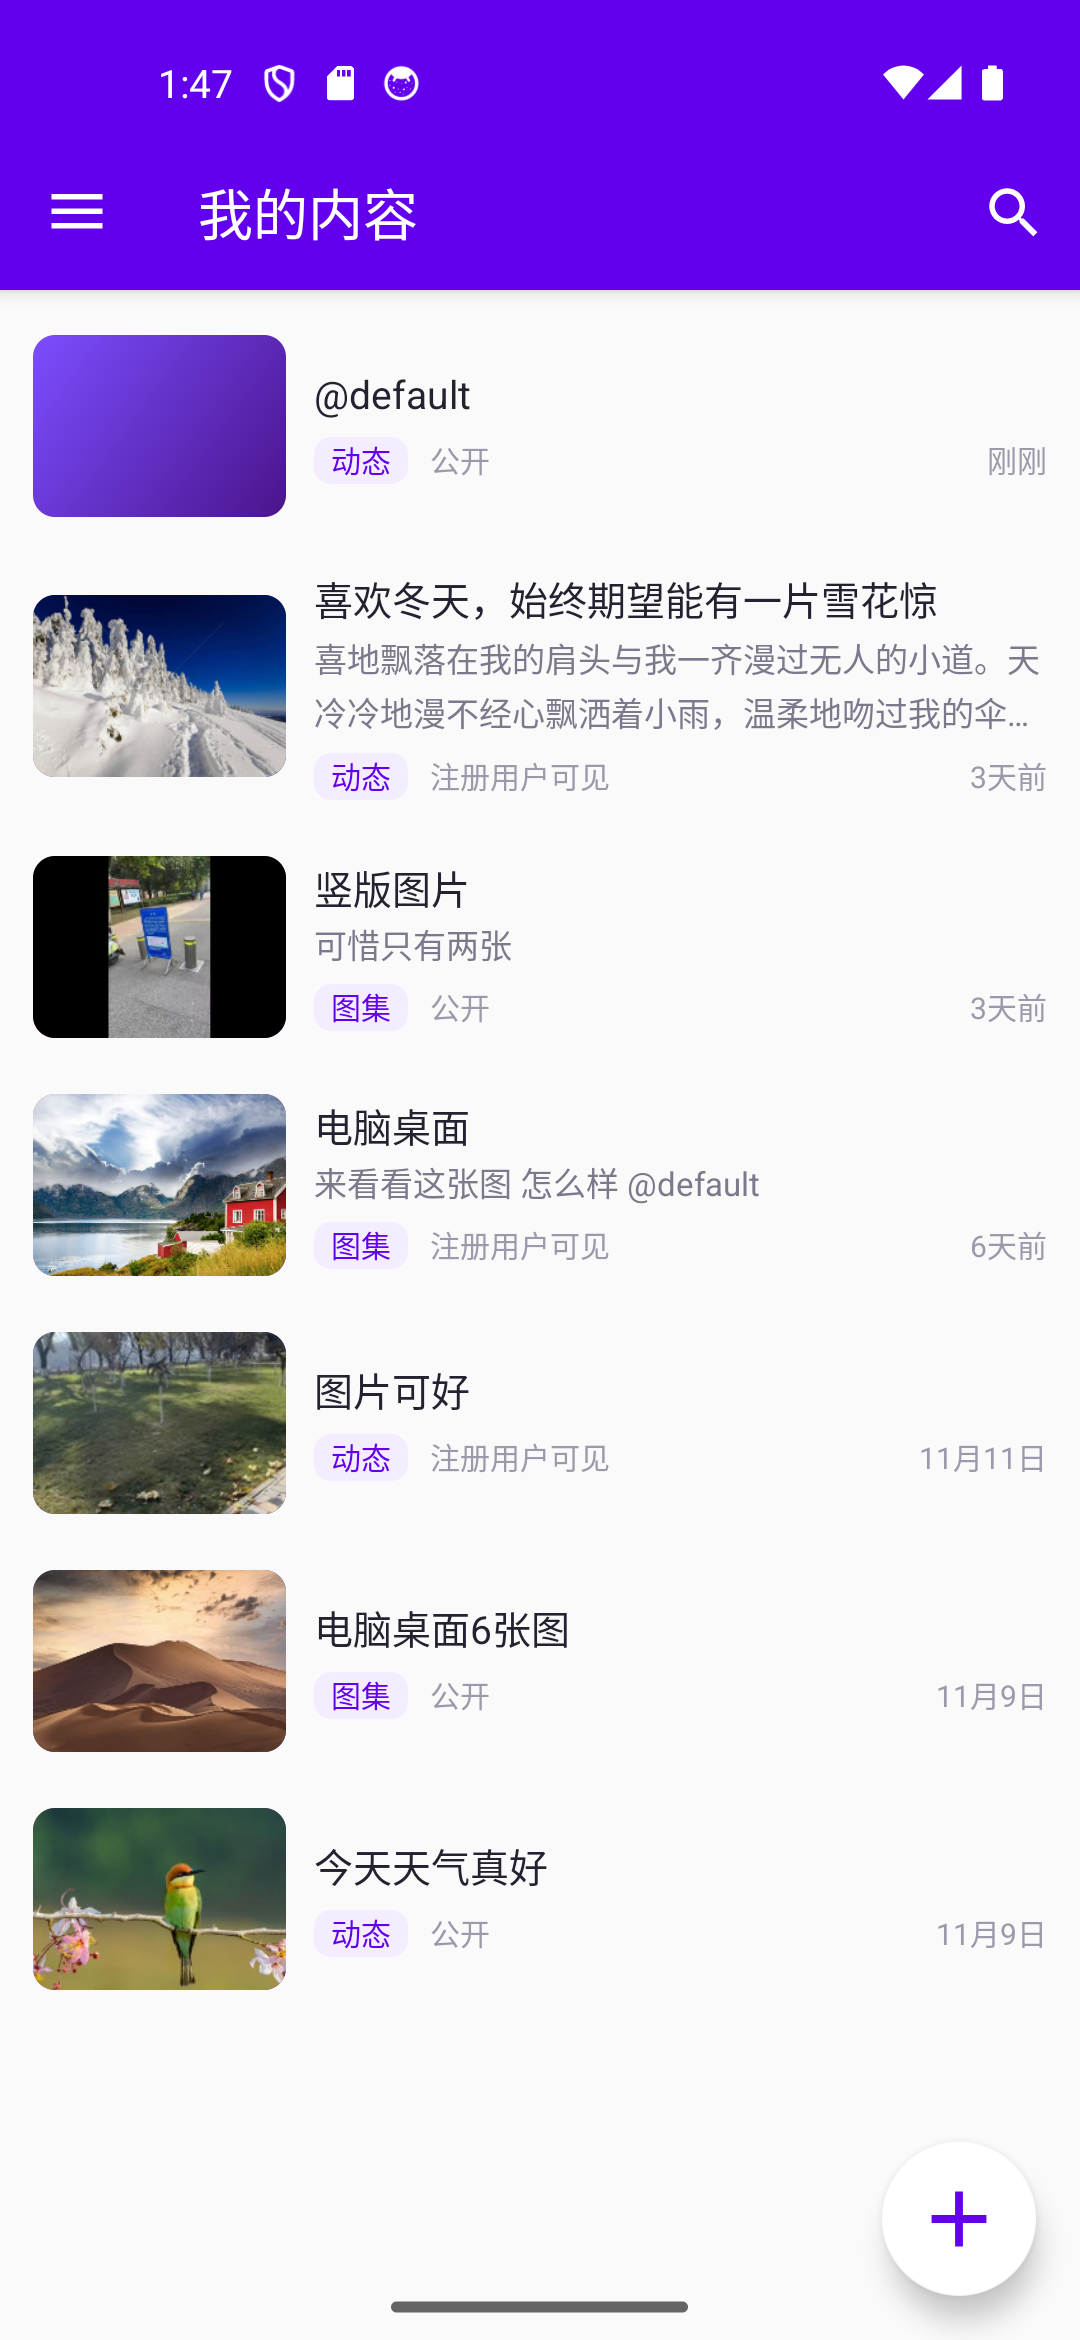 1:47
我的内容
@default
动态 公开 刚刚
喜欢冬天，始终期望能有一片雪花惊
喜地飘落在我的肩头与我一齐漫过无人的小道。天
冷冷地漫不经心飘洒着小雨，温柔地吻过我的伞...
动态 注册用户可见 3天前
竖版图片
可惜只有两张
图集 公开 3天前
电脑桌面
来看看这张图 怎么样 @default
图集 注册用户可见 6天前
图片可好
动态 注册用户可见 11月11日
电脑桌面6张图
图集 公开 11月9日
今天天气真好
动态 公开 11月9日